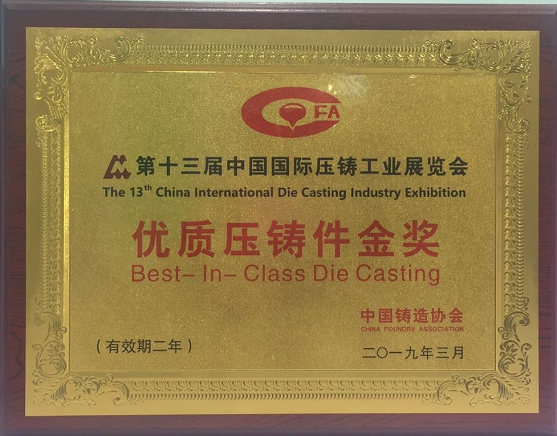 CFA
第十三届中国国际压铸工业展览会
The 13th China International Die Casting Industry Exhibition
优质压铸件金奖
Best-In-Class Die Casting
中国铸造协会
CHINA FOUNDRY ASSOCIATION
（有效期二年）
二〇一九年三月